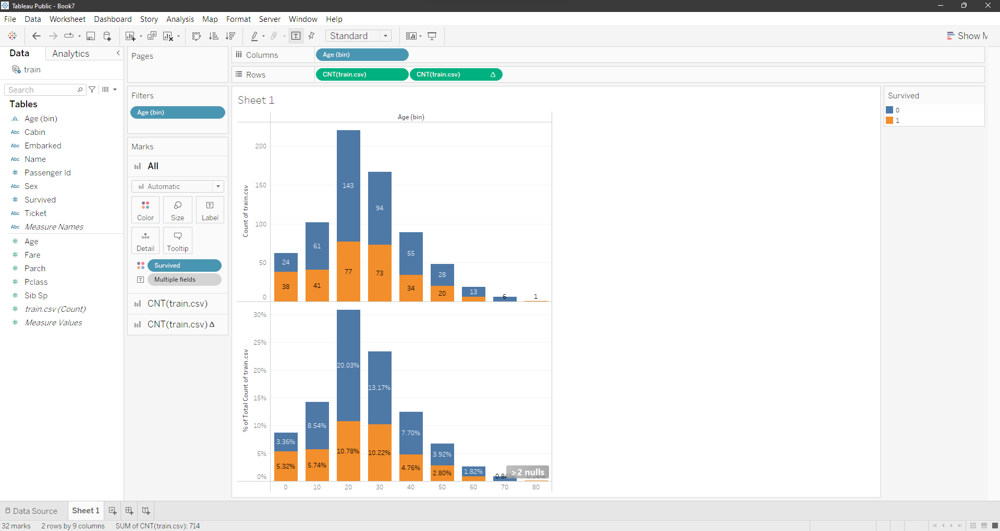 Tableau Public - Book7
File Data Worksheet Dashboard Story Analysis Map Format Server Window Help
Standard
Show M
Data
Analytics
train
Search
Tables
Age (bin)
Abc Cabin
Abc Embarked
Abc Name
# Passenger Id
Abc Sex
# Survived
Abc Ticket
Abc Measure Names
# Age
# Fare
# Parch
# Pclass
# Sib Sp
# train.csv (Count)
# Measure Values
Pages
Filters
Age (bin)
Marks
All
Automatic
Color Size Label
Detail Tooltip
Survived
Multiple fields
CNT(train.csv)
CNT(train.csv) Δ
Columns Age (bin)
Rows CNT(train.csv) CNT(train.csv) Δ
Sheet 1
Age (bin)
Count of train.csv
200
150
100
50
0
143
94
24 61 55 28 13 6 1
38 41 77 73 34 20
% of Total Count of train.csv
30%
25%
20%
15%
10%
5%
0%
20.03%
13.17%
3.36% 8.54% 7.70% 3.92% 1.82%
5.32% 5.74% 10.78% 10.22% 4.76% 2.80%
>2 nulls
0 10 20 30 40 50 60 70 80
Survived
0
1
Data Source Sheet 1
32 marks 2 rows by 9 columns SUM of CNT(train.csv): 714